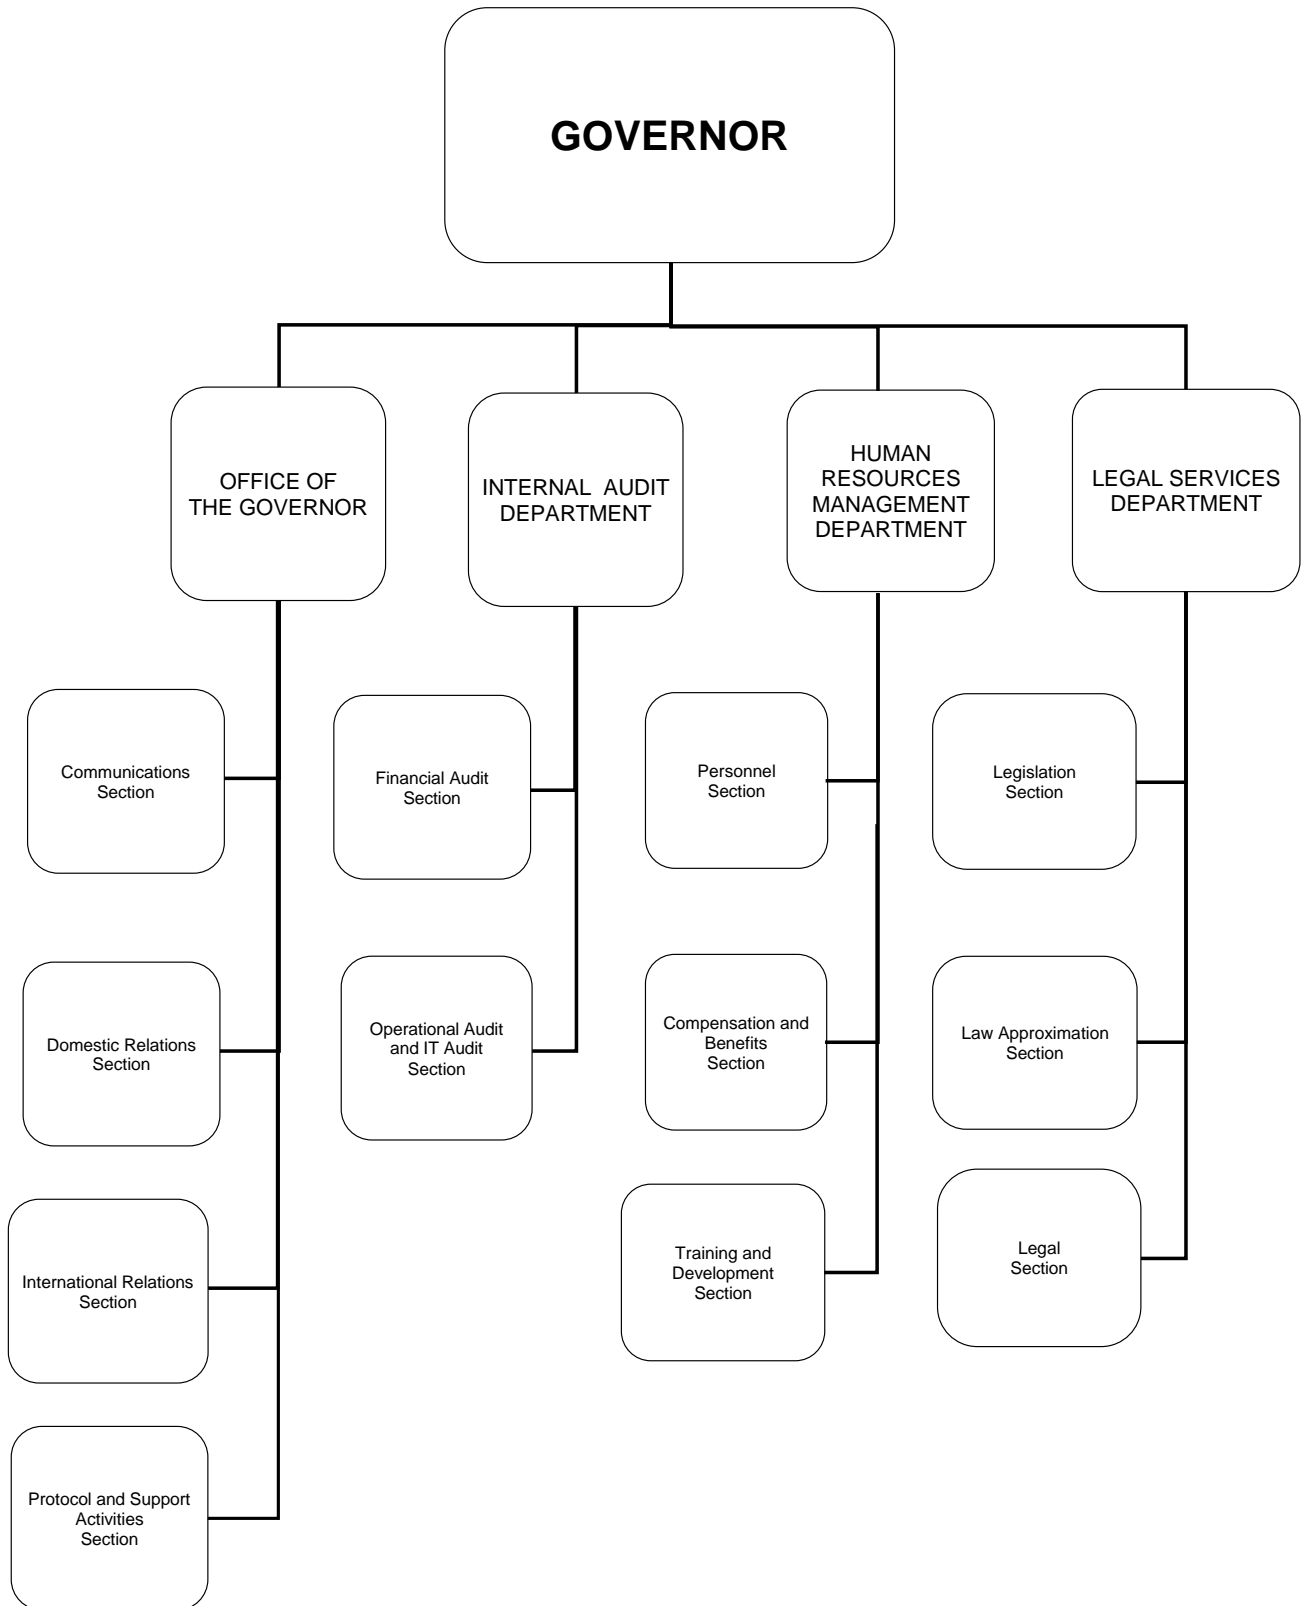 GOVERNOR
OFFICE OF
THE GOVERNOR
INTERNAL AUDIT
DEPARTMENT
HUMAN
RESOURCES
MANAGEMENT
DEPARTMENT
LEGAL SERVICES
DEPARTMENT
Communications
Section
Financial Audit
Section
Personnel
Section
Legislation
Section
Domestic Relations
Section
Operational Audit
and IT Audit
Section
Compensation and
Benefits
Section
Law Approximation
Section
International Relations
Section
Training and
Development
Section
Legal
Section
Protocol and Support
Activities
Section